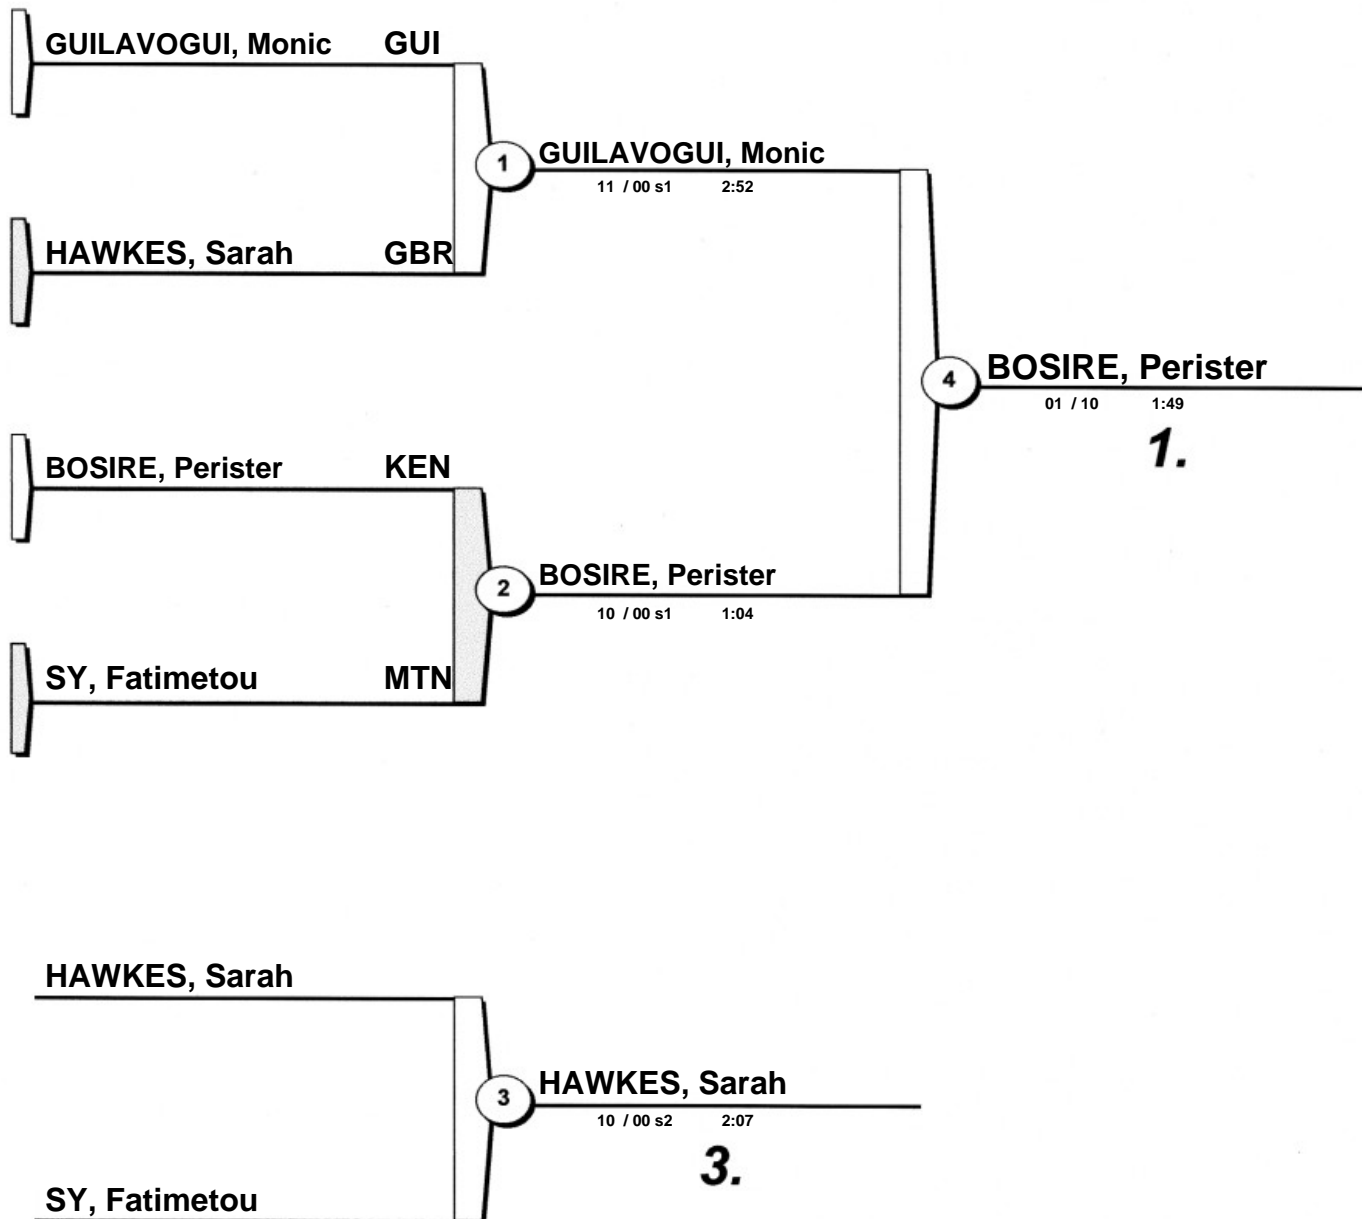 GUILAVOGUI, Monic GUI
1 GUILAVOGUI, Monic
11 / 00 s1 2:52
HAWKES, Sarah GBR
4 BOSIRE, Perister
01 / 10 1:49
1.
BOSIRE, Perister KEN
2 BOSIRE, Perister
10 / 00 s1 1:04
SY, Fatimetou MTN
HAWKES, Sarah
3 HAWKES, Sarah
10 / 00 s2 2:07
3.
SY, Fatimetou